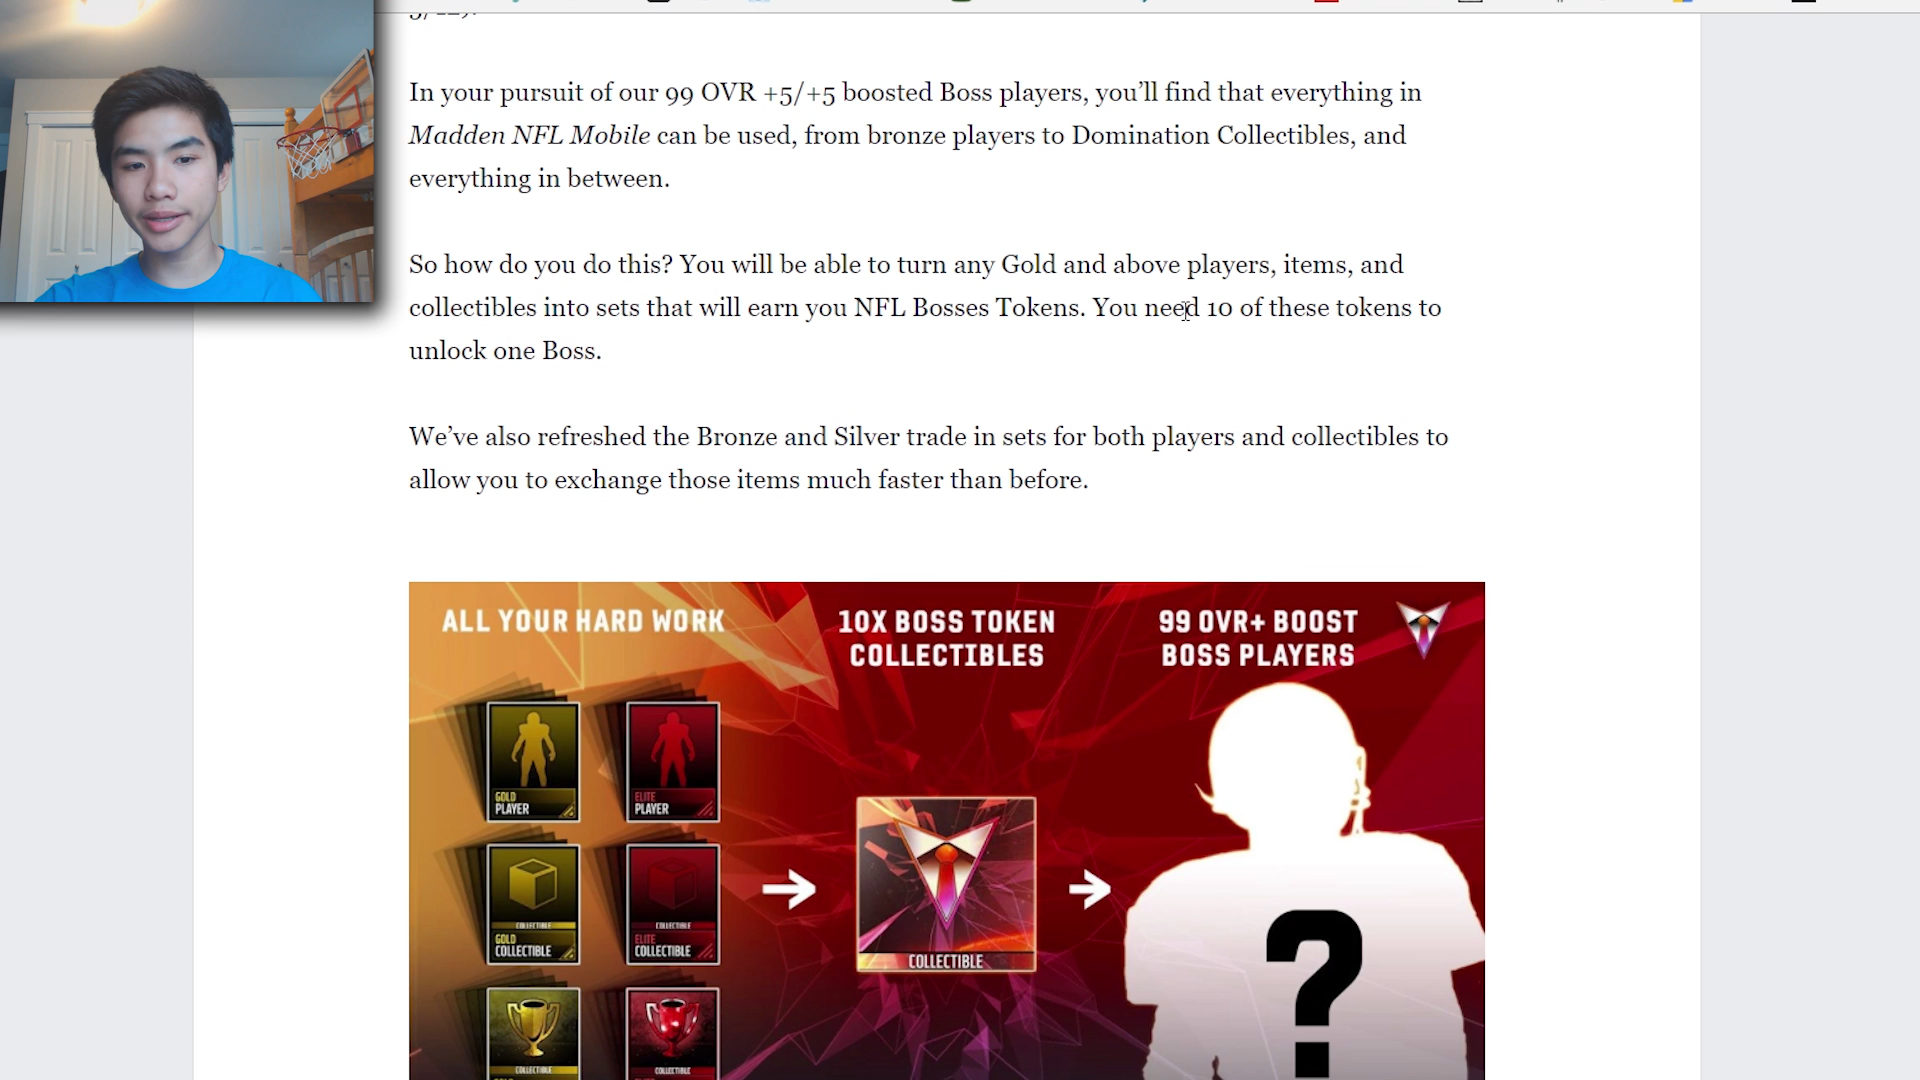 In your pursuit of our 99 OVR +5/+5 boosted Boss players, you’ll find that everything in
Madden NFL Mobile can be used, from bronze players to Domination Collectibles, and
everything in between.
So how do you do this? You will be able to turn any Gold and above players, items, and
collectibles into sets that will earn you NFL Bosses Tokens. You need 10 of these tokens to
unlock one Boss.
We’ve also refreshed the Bronze and Silver trade in sets for both players and collectibles to
allow you to exchange those items much faster than before.
ALL YOUR HARD WORK
10X BOSS TOKEN
COLLECTIBLES
99 OVR+ BOOST
BOSS PLAYERS
GOLD
PLAYER
ELITE
PLAYER
COLLECTIBLE
GOLD
COLLECTIBLE
COLLECTIBLE
ELITE
COLLECTIBLE
COLLECTIBLE
COLLECTIBLE
COLLECTIBLE
?